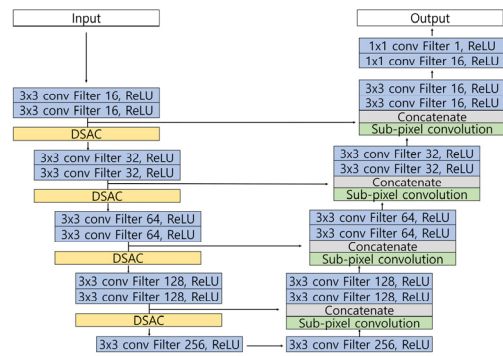 Input
3x3 conv Filter 16, ReLU
3x3 conv Filter 16, ReLU
DSAC
3x3 conv Filter 32, ReLU
3x3 conv Filter 32, ReLU
DSAC
3x3 conv Filter 64, ReLU
3x3 conv Filter 64, ReLU
DSAC
3x3 conv Filter 128, ReLU
3x3 conv Filter 128, ReLU
DSAC
3x3 conv Filter 256, ReLU
Output
1x1 conv Filter 1, ReLU
1x1 conv Filter 16, ReLU
3x3 conv Filter 16, ReLU
3x3 conv Filter 16, ReLU
Concatenate
Sub-pixel convolution
3x3 conv Filter 32, ReLU
3x3 conv Filter 32, ReLU
Concatenate
Sub-pixel convolution
3x3 conv Filter 64, ReLU
3x3 conv Filter 64, ReLU
Concatenate
Sub-pixel convolution
3x3 conv Filter 128, ReLU
3x3 conv Filter 128, ReLU
Concatenate
Sub-pixel convolution
3x3 conv Filter 256, ReLU